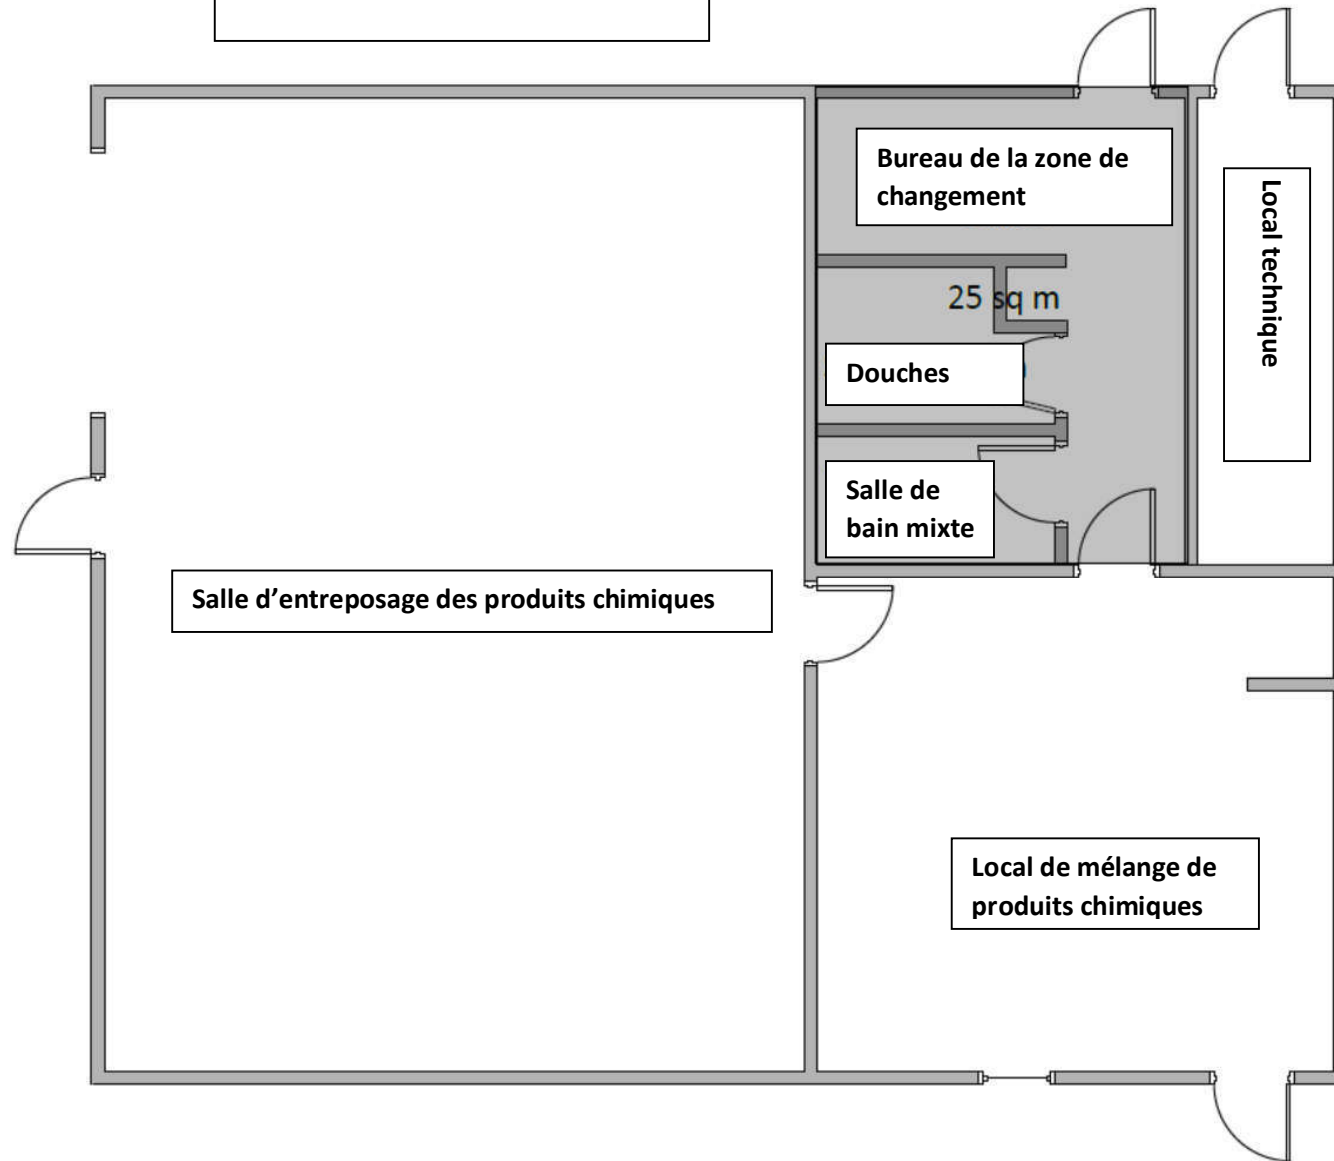 Bureau de la zone de
changement
Local technique
25 sq m
Douches
Salle de
bain mixte
Salle d’entreposage des produits chimiques
Local de mélange de
produits chimiques